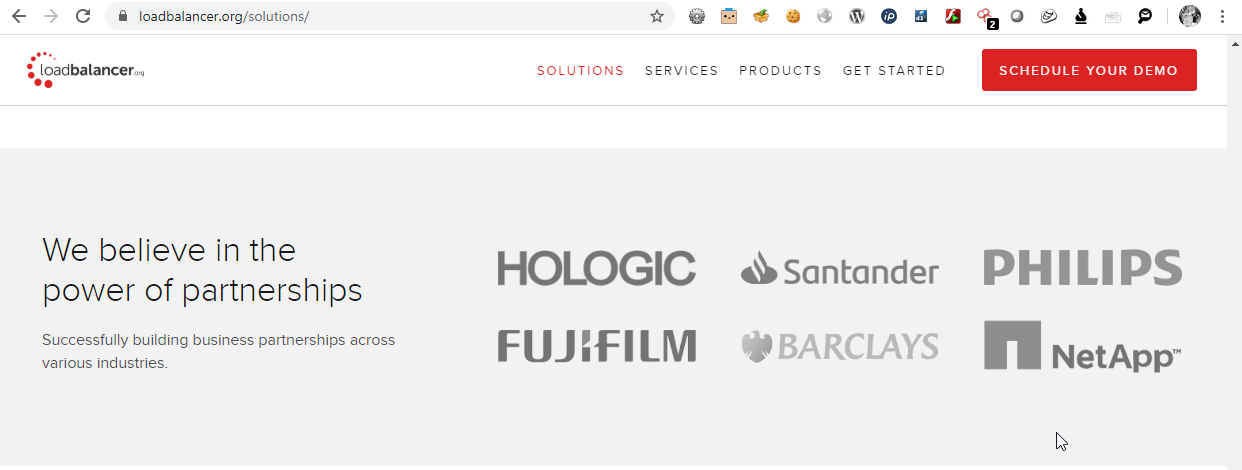 loadbalancer.org/solutions/
2
loadbalancer.org
SOLUTIONS SERVICES PRODUCTS GET STARTED SCHEDULE YOUR DEMO
We believe in the
power of partnerships
Successfully building business partnerships across
various industries.
HOLOGIC Santander PHILIPS
FUJIFILM BARCLAYS NetApp™